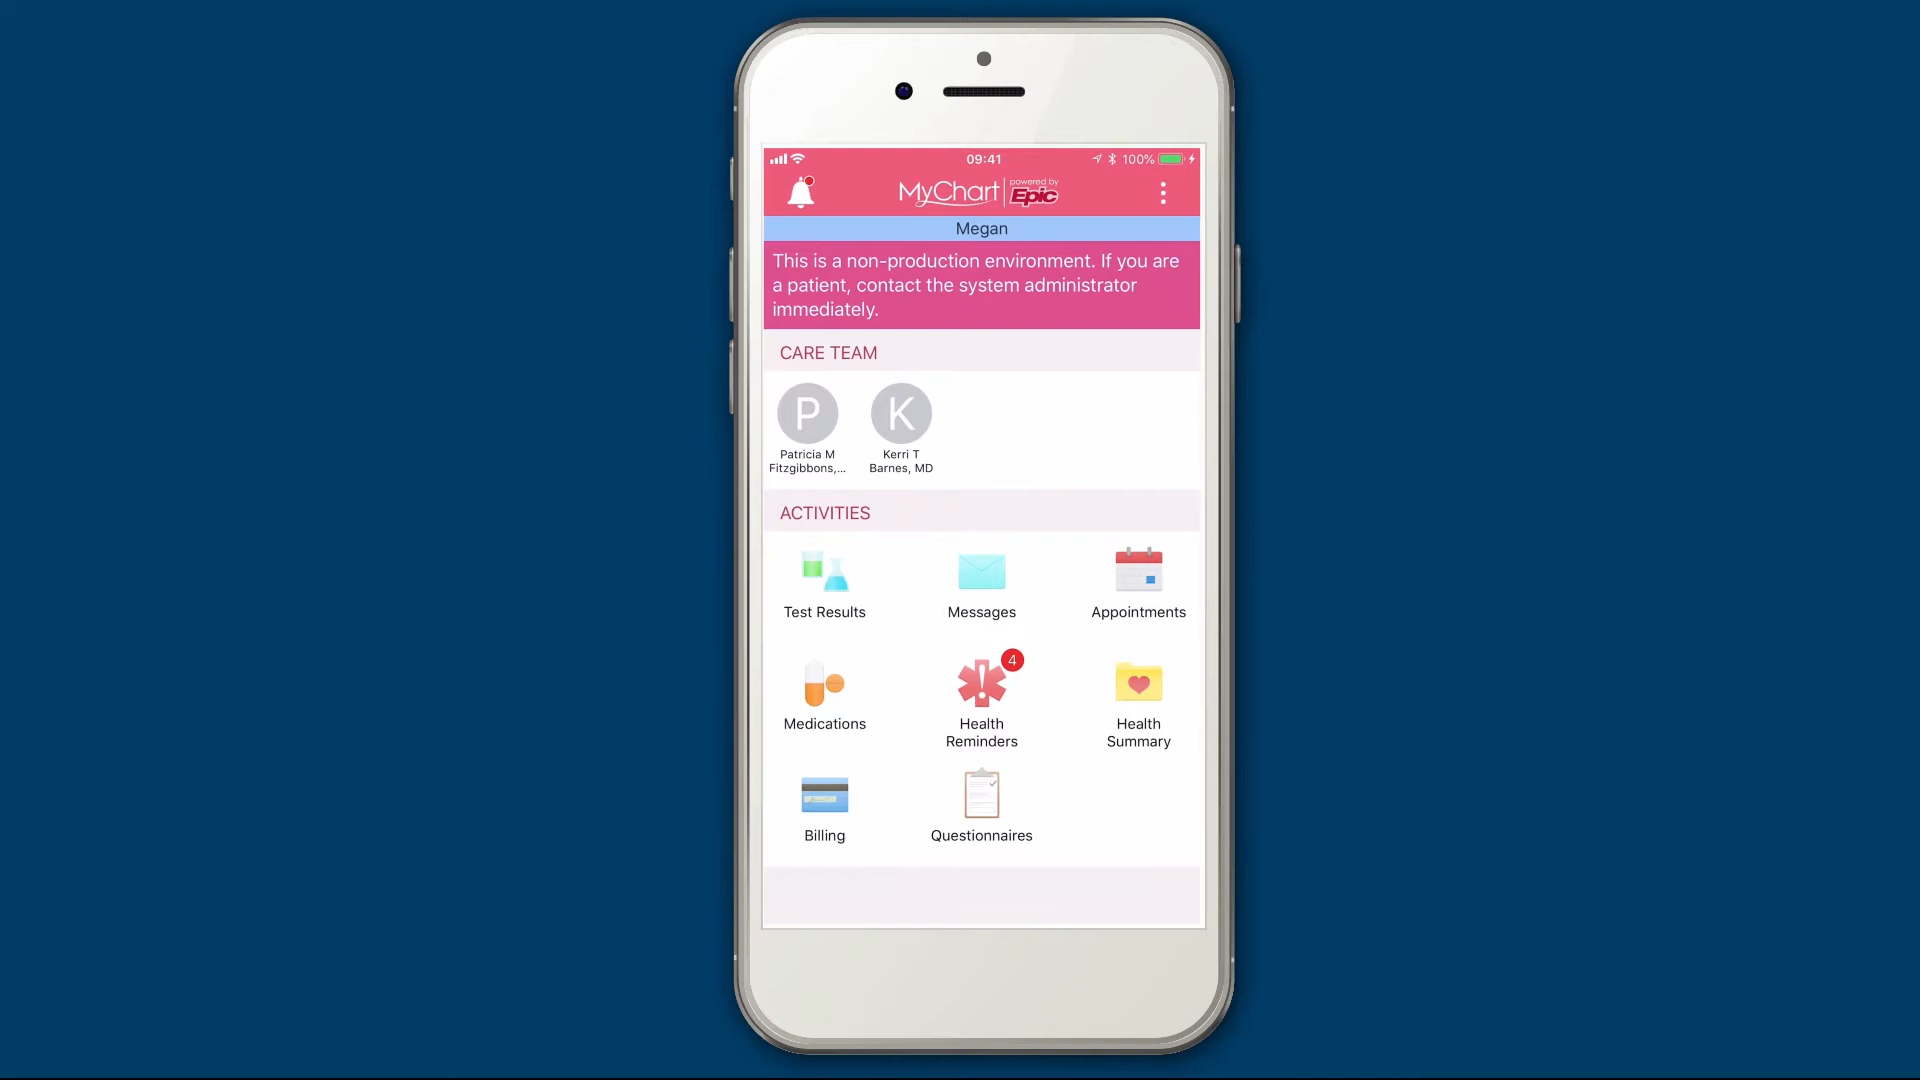 09:41
100%
MyChart
powered by
Epic
Megan
This is a non-production environment. If you are
a patient, contact the system administrator
immediately.
CARE TEAM
P
K
Patricia M
Fitzgibbons,...
Kerri T
Barnes, MD
ACTIVITIES
Test Results
Messages
Appointments
4
Medications
Health
Reminders
Health
Summary
Billing
Questionnaires